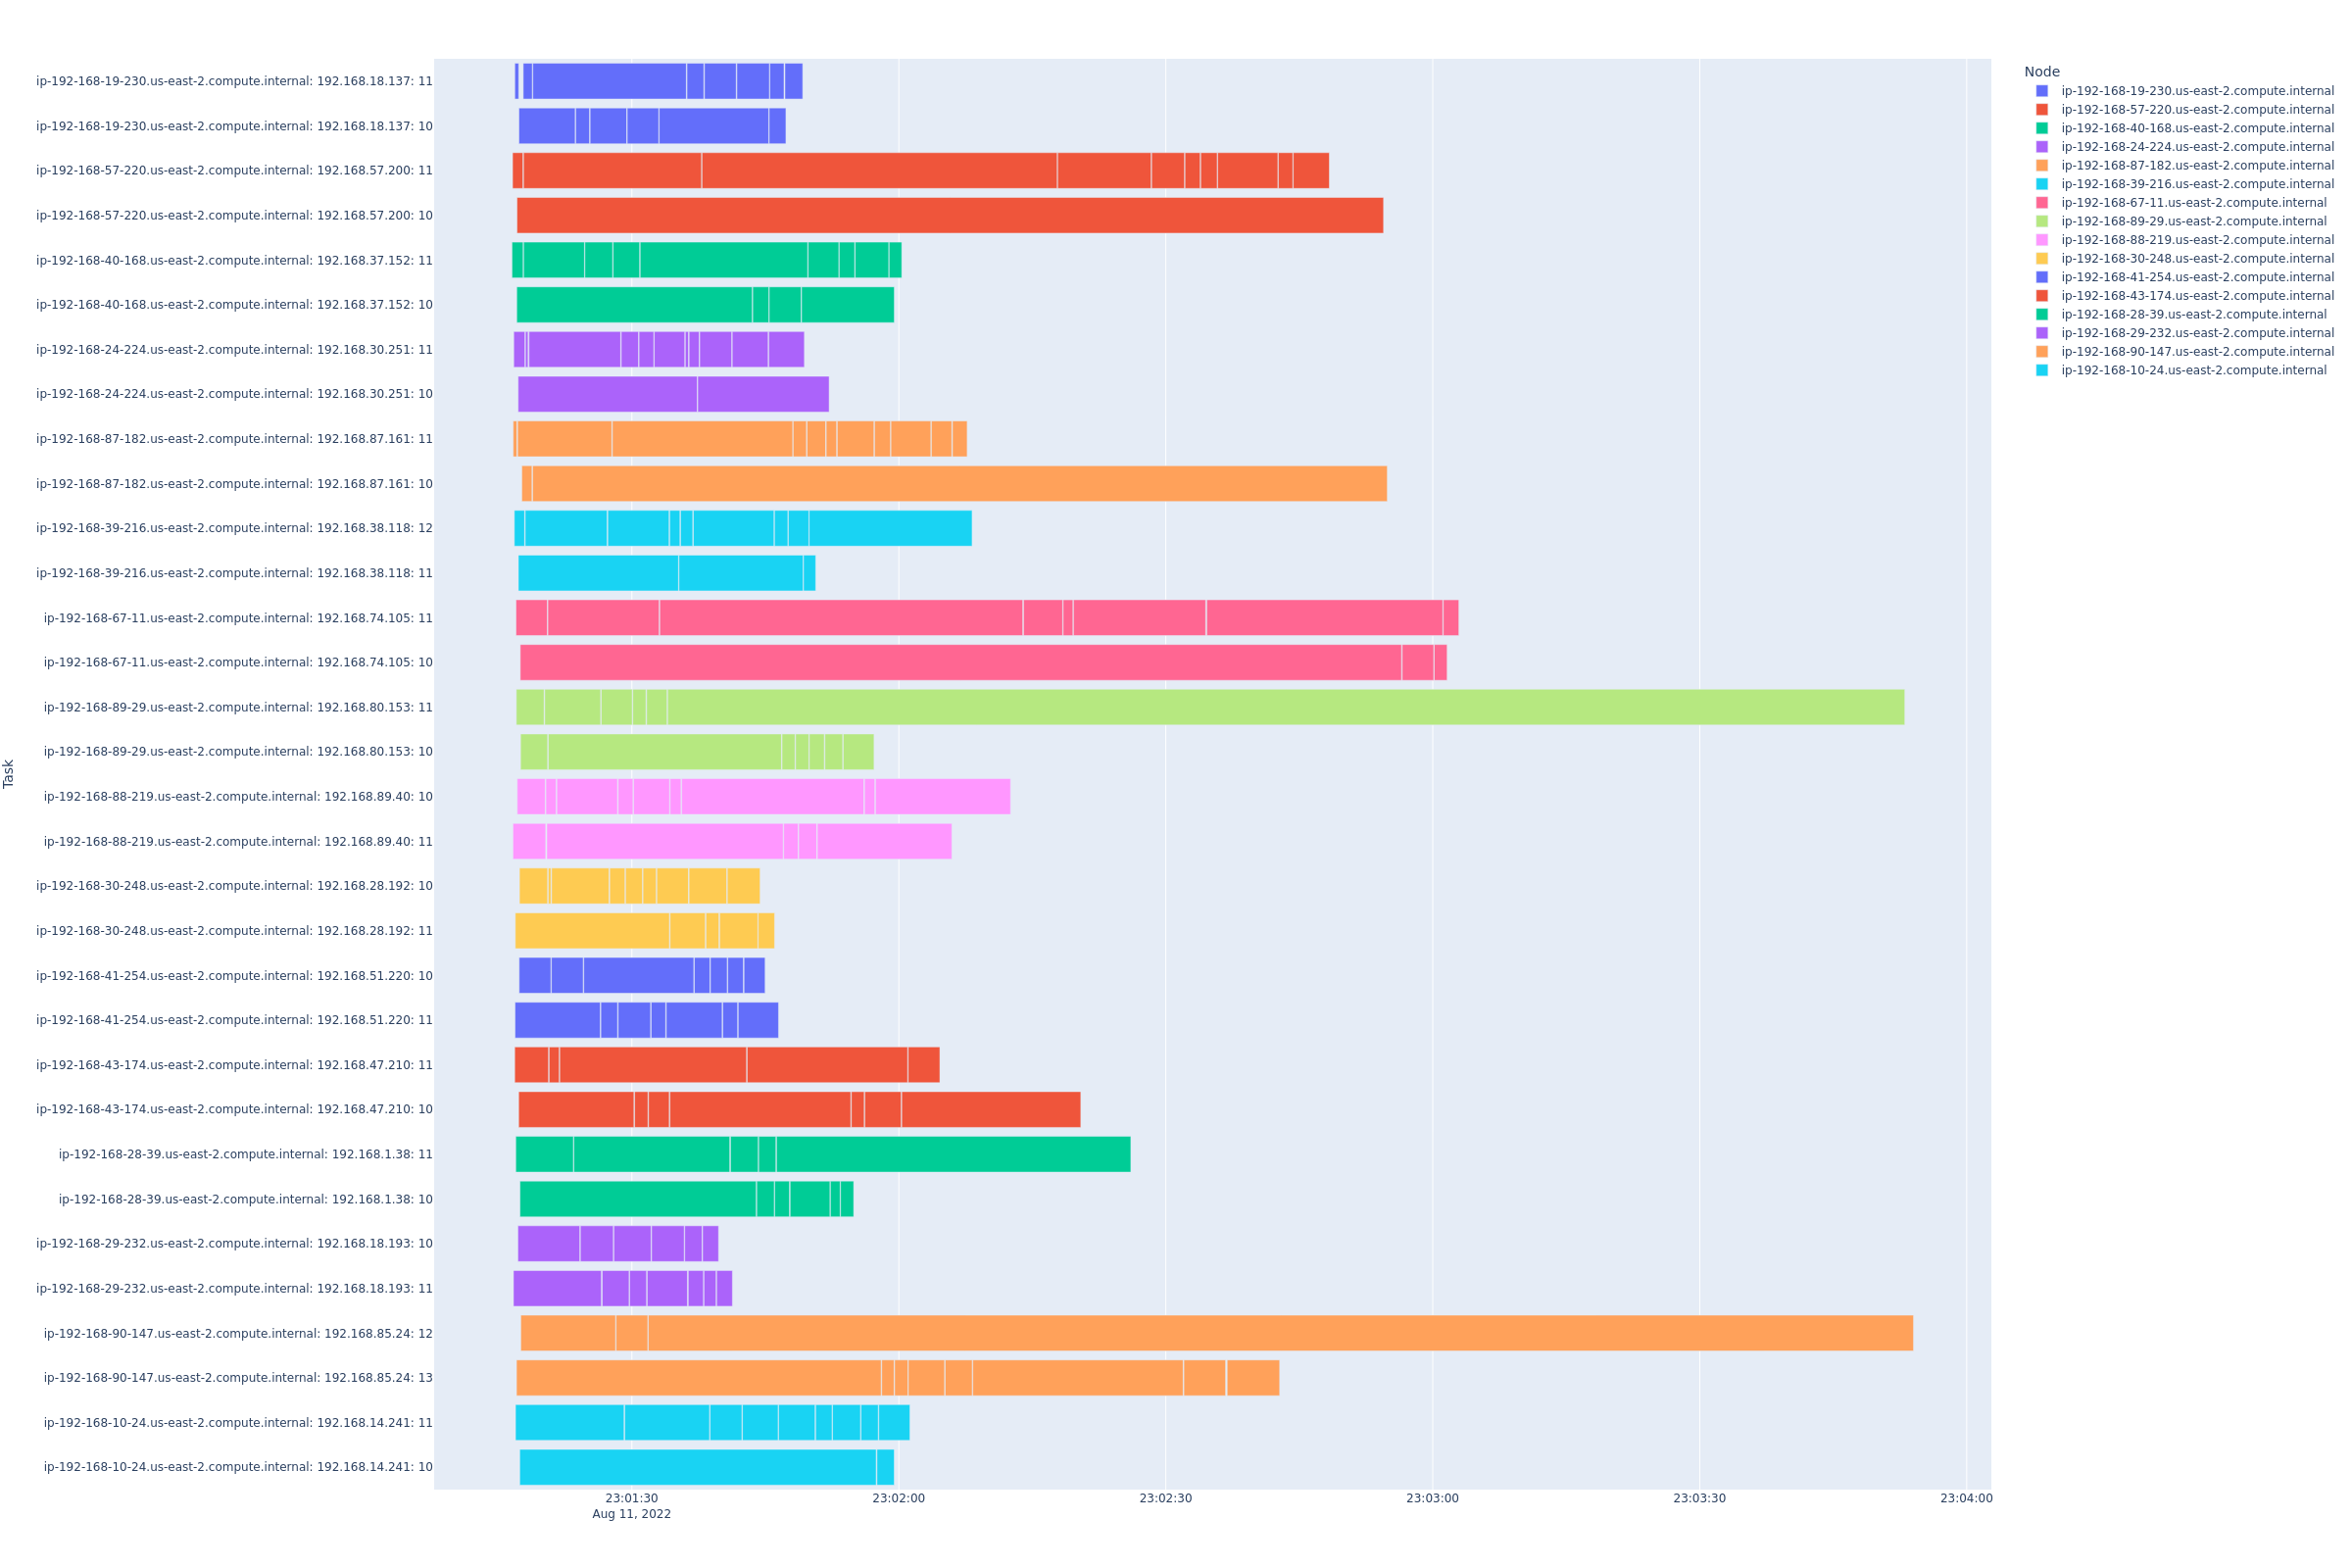 ip-192-168-19-230.us-east-2.compute.internal: 192.168.18.137: 11
ip-192-168-19-230.us-east-2.compute.internal: 192.168.18.137: 10
ip-192-168-57-220.us-east-2.compute.internal: 192.168.57.200: 11
ip-192-168-57-220.us-east-2.compute.internal: 192.168.57.200: 10
ip-192-168-40-168.us-east-2.compute.internal: 192.168.37.152: 11
ip-192-168-40-168.us-east-2.compute.internal: 192.168.37.152: 10
ip-192-168-24-224.us-east-2.compute.internal: 192.168.30.251: 11
ip-192-168-24-224.us-east-2.compute.internal: 192.168.30.251: 10
ip-192-168-87-182.us-east-2.compute.internal: 192.168.87.161: 11
ip-192-168-87-182.us-east-2.compute.internal: 192.168.87.161: 10
ip-192-168-39-216.us-east-2.compute.internal: 192.168.38.118: 12
ip-192-168-39-216.us-east-2.compute.internal: 192.168.38.118: 11
ip-192-168-67-11.us-east-2.compute.internal: 192.168.74.105: 11
ip-192-168-67-11.us-east-2.compute.internal: 192.168.74.105: 10
ip-192-168-89-29.us-east-2.compute.internal: 192.168.80.153: 11
ip-192-168-89-29.us-east-2.compute.internal: 192.168.80.153: 10
ip-192-168-88-219.us-east-2.compute.internal: 192.168.89.40: 10
ip-192-168-88-219.us-east-2.compute.internal: 192.168.89.40: 11
ip-192-168-30-248.us-east-2.compute.internal: 192.168.28.192: 10
ip-192-168-30-248.us-east-2.compute.internal: 192.168.28.192: 11
ip-192-168-41-254.us-east-2.compute.internal: 192.168.51.220: 10
ip-192-168-41-254.us-east-2.compute.internal: 192.168.51.220: 11
ip-192-168-43-174.us-east-2.compute.internal: 192.168.47.210: 11
ip-192-168-43-174.us-east-2.compute.internal: 192.168.47.210: 10
ip-192-168-28-39.us-east-2.compute.internal: 192.168.1.38: 11
ip-192-168-28-39.us-east-2.compute.internal: 192.168.1.38: 10
ip-192-168-29-232.us-east-2.compute.internal: 192.168.18.193: 10
ip-192-168-29-232.us-east-2.compute.internal: 192.168.18.193: 11
ip-192-168-90-147.us-east-2.compute.internal: 192.168.85.24: 12
ip-192-168-90-147.us-east-2.compute.internal: 192.168.85.24: 13
ip-192-168-10-24.us-east-2.compute.internal: 192.168.14.241: 11
ip-192-168-10-24.us-east-2.compute.internal: 192.168.14.241: 10
Task
23:01:30
Aug 11, 2022
23:02:00
23:02:30
23:03:00
23:03:30
23:04:00
Node
ip-192-168-19-230.us-east-2.compute.internal
ip-192-168-57-220.us-east-2.compute.internal
ip-192-168-40-168.us-east-2.compute.internal
ip-192-168-24-224.us-east-2.compute.internal
ip-192-168-87-182.us-east-2.compute.internal
ip-192-168-39-216.us-east-2.compute.internal
ip-192-168-67-11.us-east-2.compute.internal
ip-192-168-89-29.us-east-2.compute.internal
ip-192-168-88-219.us-east-2.compute.internal
ip-192-168-30-248.us-east-2.compute.internal
ip-192-168-41-254.us-east-2.compute.internal
ip-192-168-43-174.us-east-2.compute.internal
ip-192-168-28-39.us-east-2.compute.internal
ip-192-168-29-232.us-east-2.compute.internal
ip-192-168-90-147.us-east-2.compute.internal
ip-192-168-10-24.us-east-2.compute.internal